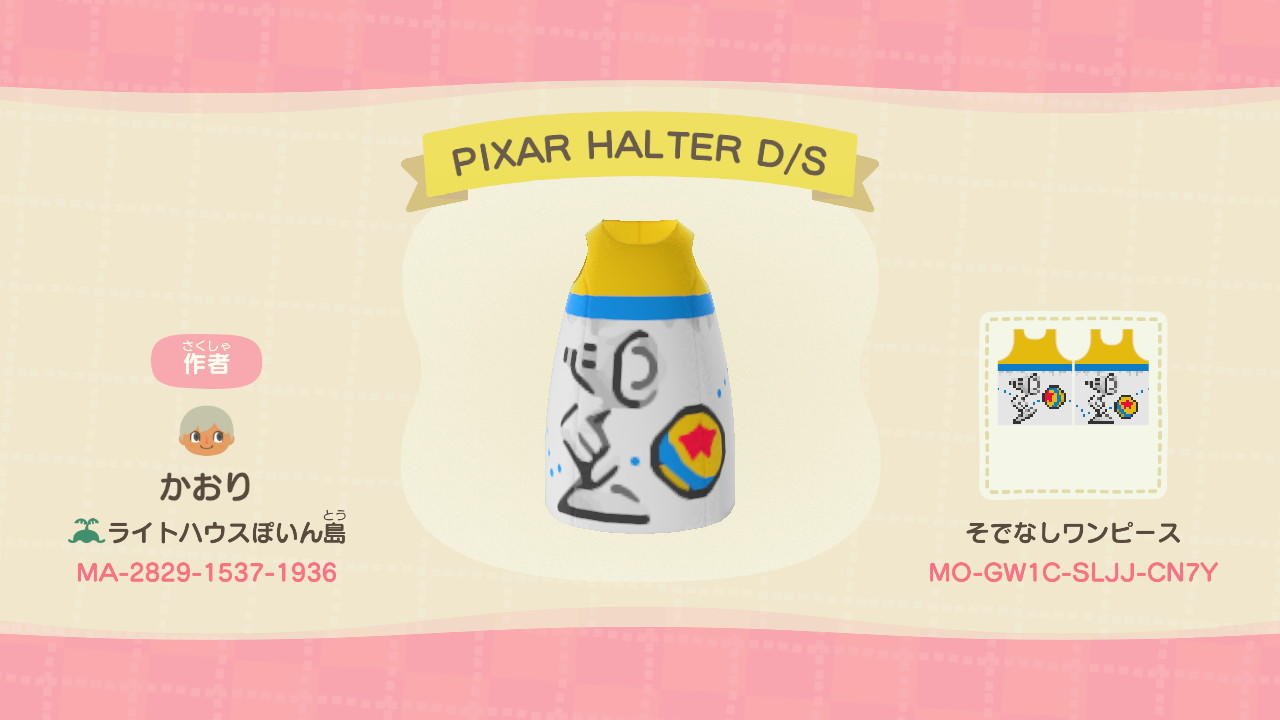 PIXAR HALTER D/S
さくしゃ
作者
かおり
とう
ライトハウスぽいん島
MA-2829-1537-1936
そでなしワンピース
MO-GW1C-SLJJ-CN7Y